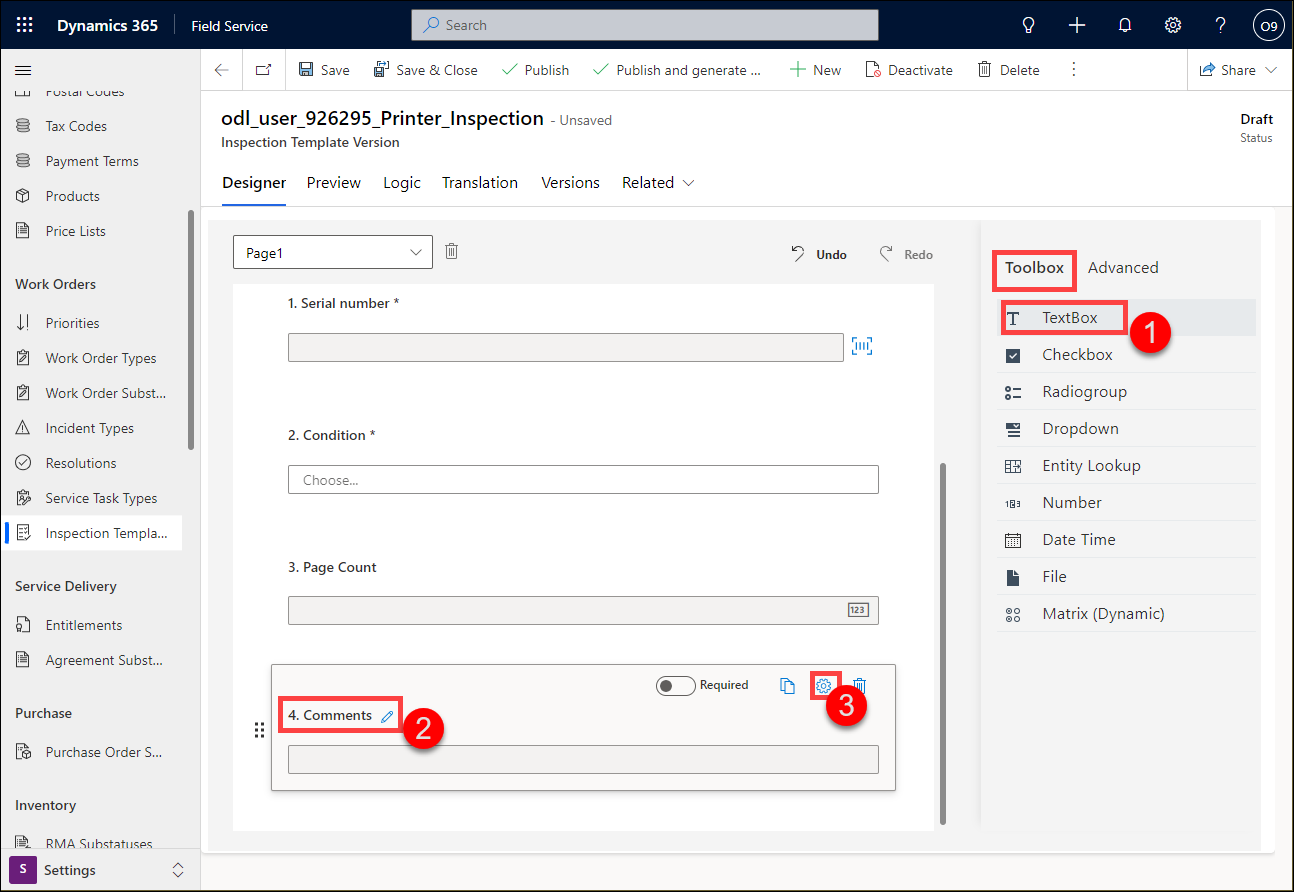 Dynamics 365 Field Service Search O9
Save Save & Close Publish Publish and generate ... New Deactivate Delete Share
odl_user_926295_Printer_Inspection - Unsaved
Inspection Template Version
Draft
Status
Designer Preview Logic Translation Versions Related
Postal Codes
Tax Codes
Payment Terms
Products
Price Lists
Work Orders
Priorities
Work Order Types
Work Order Subst...
Incident Types
Resolutions
Service Task Types
Inspection Templa...
Service Delivery
Entitlements
Agreement Subst...
Purchase
Purchase Order S...
Inventory
RMA Substatuses
S Settings
Page1 Undo Redo
1. Serial number *
2. Condition *
Choose...
3. Page Count
123
Required
3
4. Comments
2
Toolbox Advanced
TextBox
1
Checkbox
Radiogroup
Dropdown
Entity Lookup
123 Number
Date Time
File
Matrix (Dynamic)